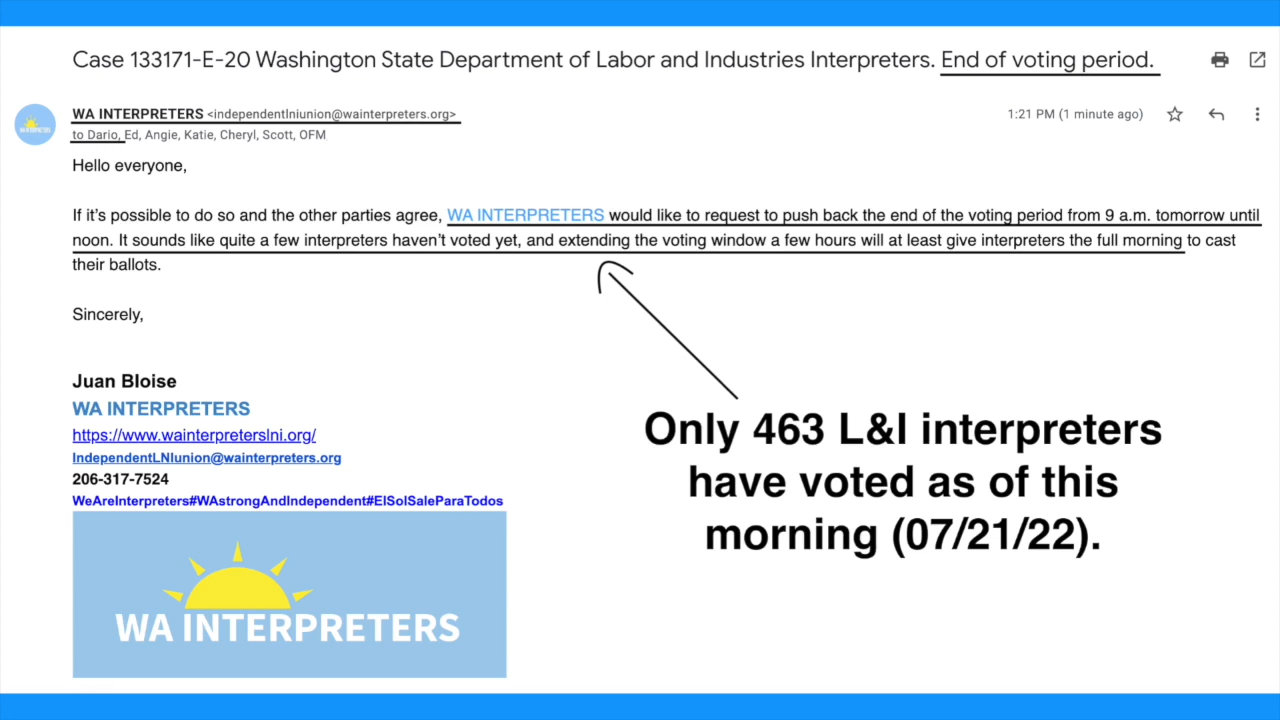 Case 133171-E-20 Washington State Department of Labor and Industries Interpreters. End of voting period.
WA INTERPRETERS
WA INTERPRETERS <independentlniunion@wainterpreters.org>
1:21 PM (1 minute ago)
to Dario, Ed, Angie, Katie, Cheryl, Scott, OFM
Hello everyone,
If it's possible to do so and the other parties agree, WA INTERPRETERS would like to request to push back the end of the voting period from 9 a.m. tomorrow until
noon. It sounds like quite a few interpreters haven't voted yet, and extending the voting window a few hours will at least give interpreters the full morning to cast
their ballots.
Sincerely,
Juan Bloise
WA INTERPRETERS
https://www.wainterpreterslni.org/
IndependentLNIunion@wainterpreters.org
206-317-7524
WeAreInterpreters#WAstrongAndIndependent#ElSolSaleParaTodos
WA INTERPRETERS
Only 463 L&I interpreters
have voted as of this
morning (07/21/22).